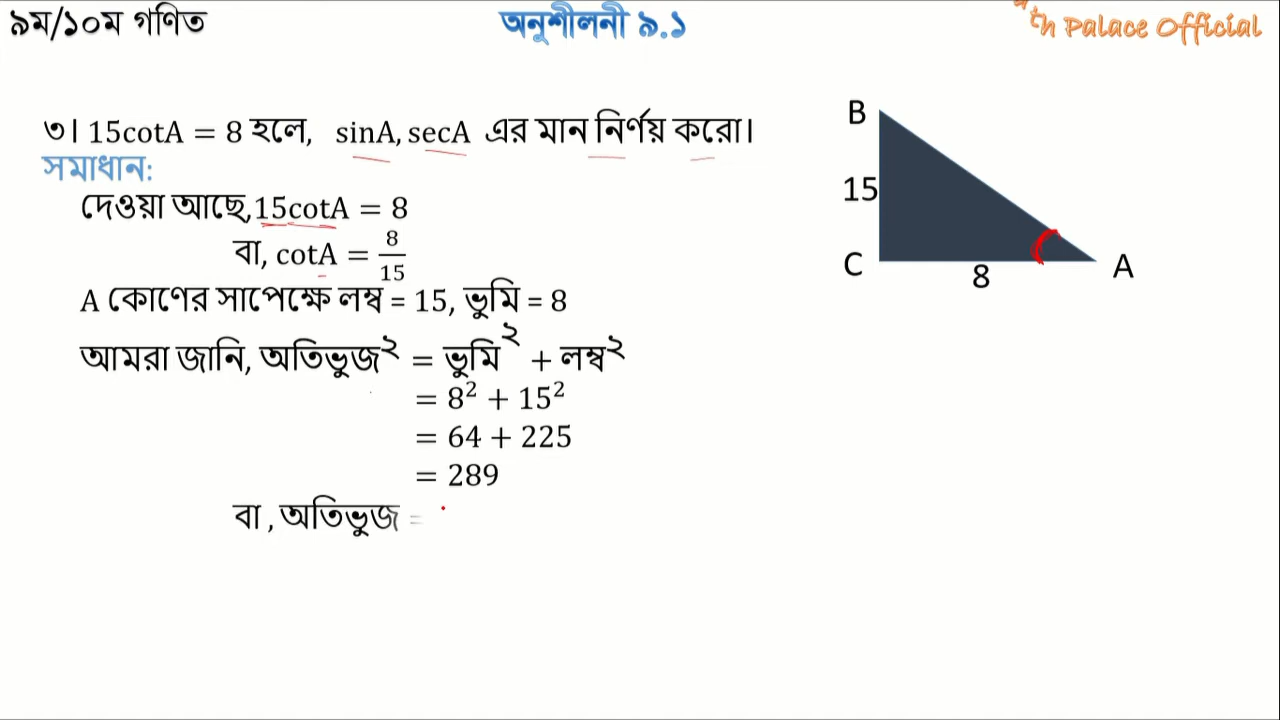 ৯ম/১০ম গণিত
অনুশীলনী ৯.১
th Palace Official
৩। 15cotA = 8 হলে, sinA, secA এর মান নির্ণয় করো।
সমাধান:
দেওয়া আছে, 15cotA = 8
বা, cotA = 8/15
A কোণের সাপেক্ষে লম্ব = 15, ভুমি = 8
আমরা জানি, অতিভুজ² = ভুমি² + লম্ব²
= 8² + 15²
= 64 + 225
= 289
বা , অতিভুজ =
B
15
C
8
A